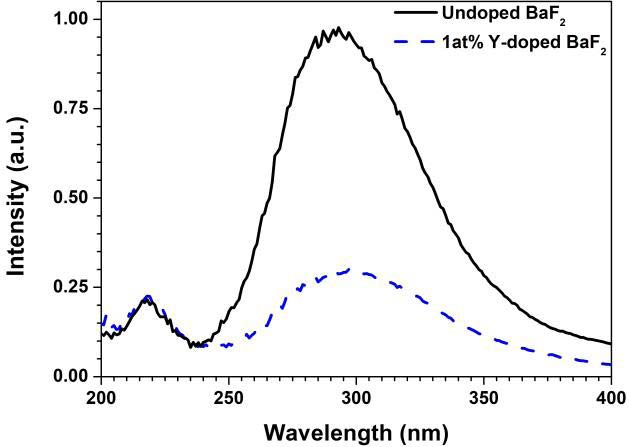 Undoped BaF₂
1at% Y-doped BaF₂
1.00
0.75
0.50
0.25
0.00
Intensity (a.u.)
200 250 300 350 400
Wavelength (nm)